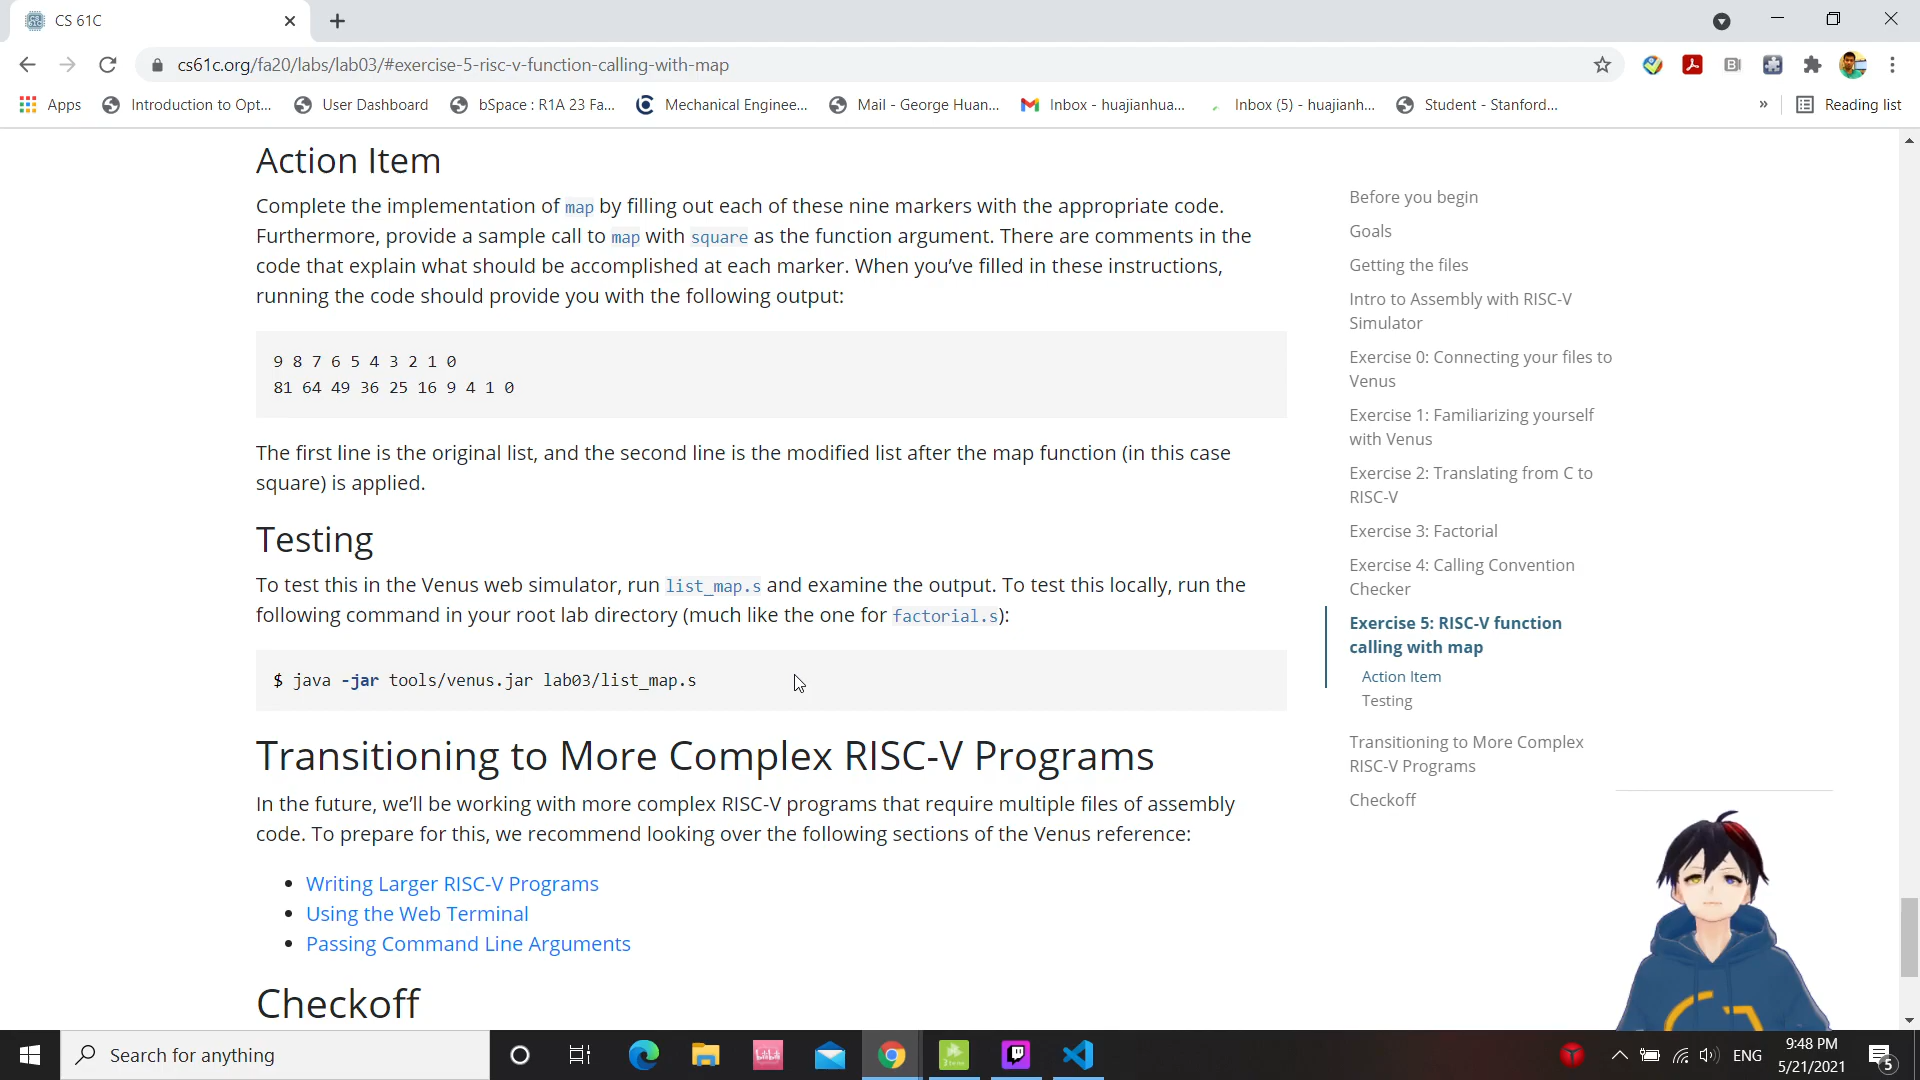 CS 61C
cs61c.org/fa20/labs/lab03/#exercise-5-risc-v-function-calling-with-map
Apps Introduction to Opt... User Dashboard bSpace : R1A 23 Fa... Mechanical Enginee... Mail - George Huan... Inbox - huajianhua... Inbox (5) - huajianh... Student - Stanford... » Reading list
Action Item
Complete the implementation of map by filling out each of these nine markers with the appropriate code.
Furthermore, provide a sample call to map with square as the function argument. There are comments in the
code that explain what should be accomplished at each marker. When you’ve filled in these instructions,
running the code should provide you with the following output:
9 8 7 6 5 4 3 2 1 0
81 64 49 36 25 16 9 4 1 0
The first line is the original list, and the second line is the modified list after the map function (in this case
square) is applied.
Testing
To test this in the Venus web simulator, run list_map.s and examine the output. To test this locally, run the
following command in your root lab directory (much like the one for factorial.s):
$ java -jar tools/venus.jar lab03/list_map.s
Transitioning to More Complex RISC-V Programs
In the future, we’ll be working with more complex RISC-V programs that require multiple files of assembly
code. To prepare for this, we recommend looking over the following sections of the Venus reference:
Writing Larger RISC-V Programs
Using the Web Terminal
Passing Command Line Arguments
Checkoff
Before you begin
Goals
Getting the files
Intro to Assembly with RISC-V
Simulator
Exercise 0: Connecting your files to
Venus
Exercise 1: Familiarizing yourself
with Venus
Exercise 2: Translating from C to
RISC-V
Exercise 3: Factorial
Exercise 4: Calling Convention
Checker
Exercise 5: RISC-V function
calling with map
Action Item
Testing
Transitioning to More Complex
RISC-V Programs
Checkoff
Search for anything
ENG
9:48 PM
5/21/2021
5